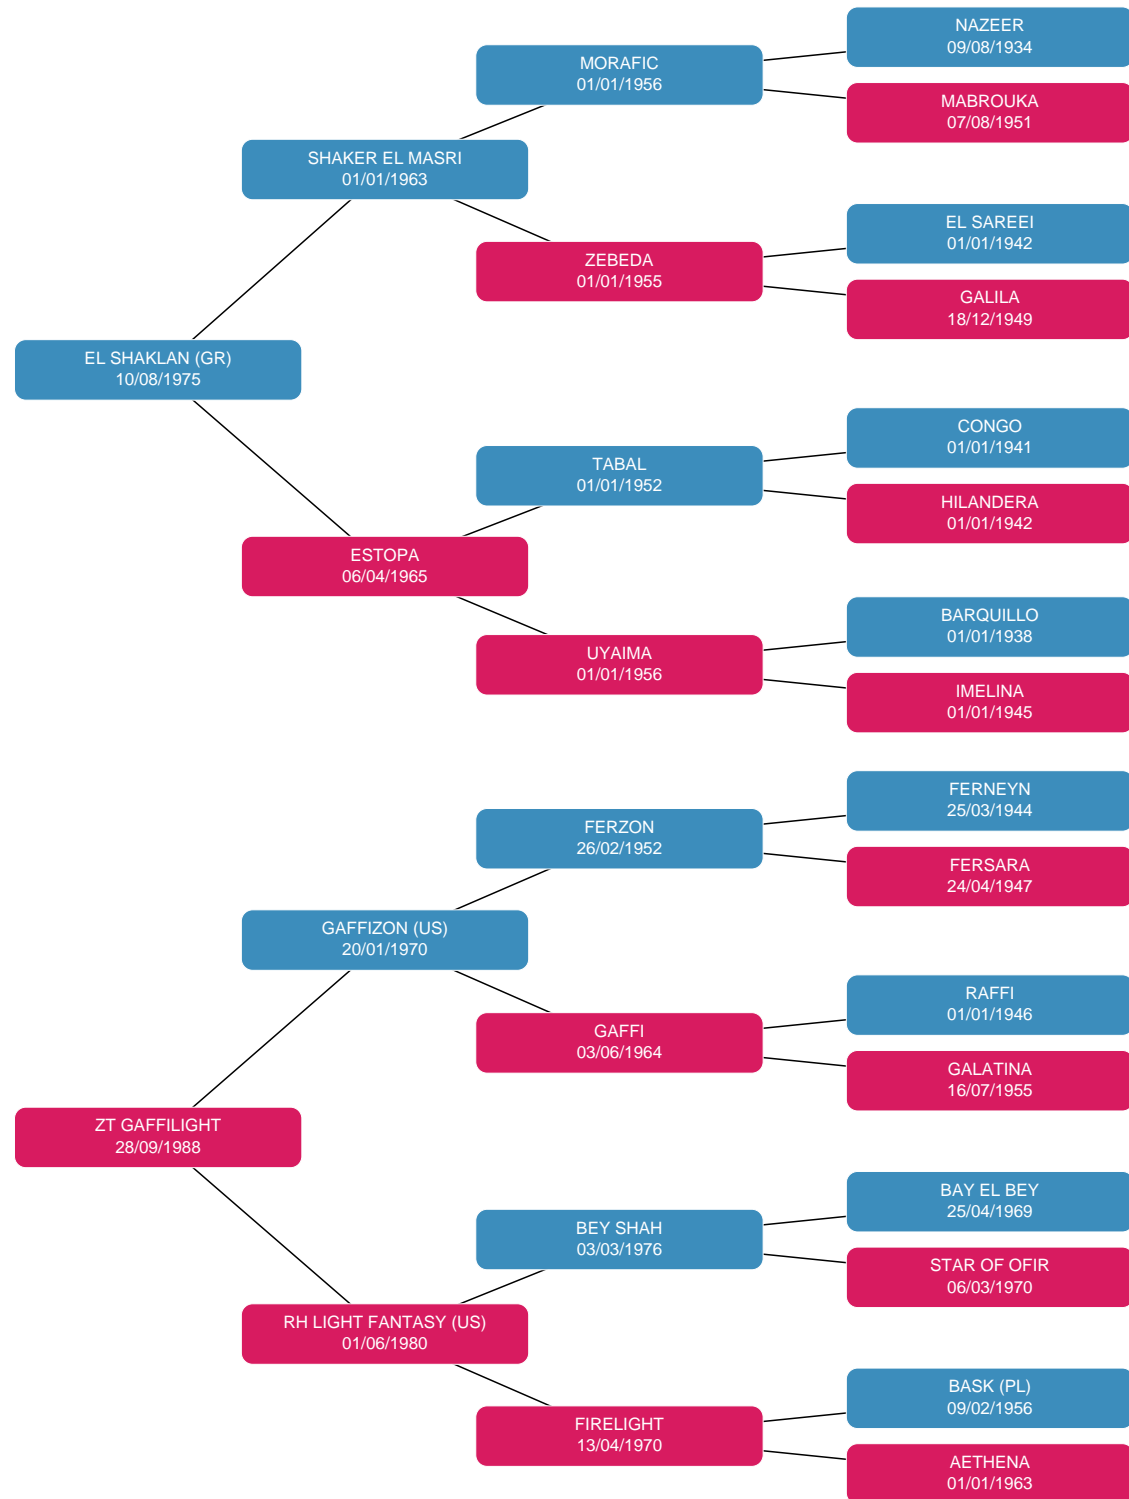 NAZEER
09/08/1934
MORAFIC
01/01/1956
MABROUKA
07/08/1951
SHAKER EL MASRI
01/01/1963
EL SAREEI
01/01/1942
ZEBEDA
01/01/1955
GALILA
18/12/1949
EL SHAKLAN (GR)
10/08/1975
CONGO
01/01/1941
TABAL
01/01/1952
HILANDERA
01/01/1942
ESTOPA
06/04/1965
BARQUILLO
01/01/1938
UYAIMA
01/01/1956
IMELINA
01/01/1945
FERNEYN
25/03/1944
FERZON
26/02/1952
FERSARA
24/04/1947
GAFFIZON (US)
20/01/1970
RAFFI
01/01/1946
GAFFI
03/06/1964
GALATINA
16/07/1955
ZT GAFFILIGHT
28/09/1988
BAY EL BEY
25/04/1969
BEY SHAH
03/03/1976
STAR OF OFIR
06/03/1970
RH LIGHT FANTASY (US)
01/06/1980
BASK (PL)
09/02/1956
FIRELIGHT
13/04/1970
AETHENA
01/01/1963